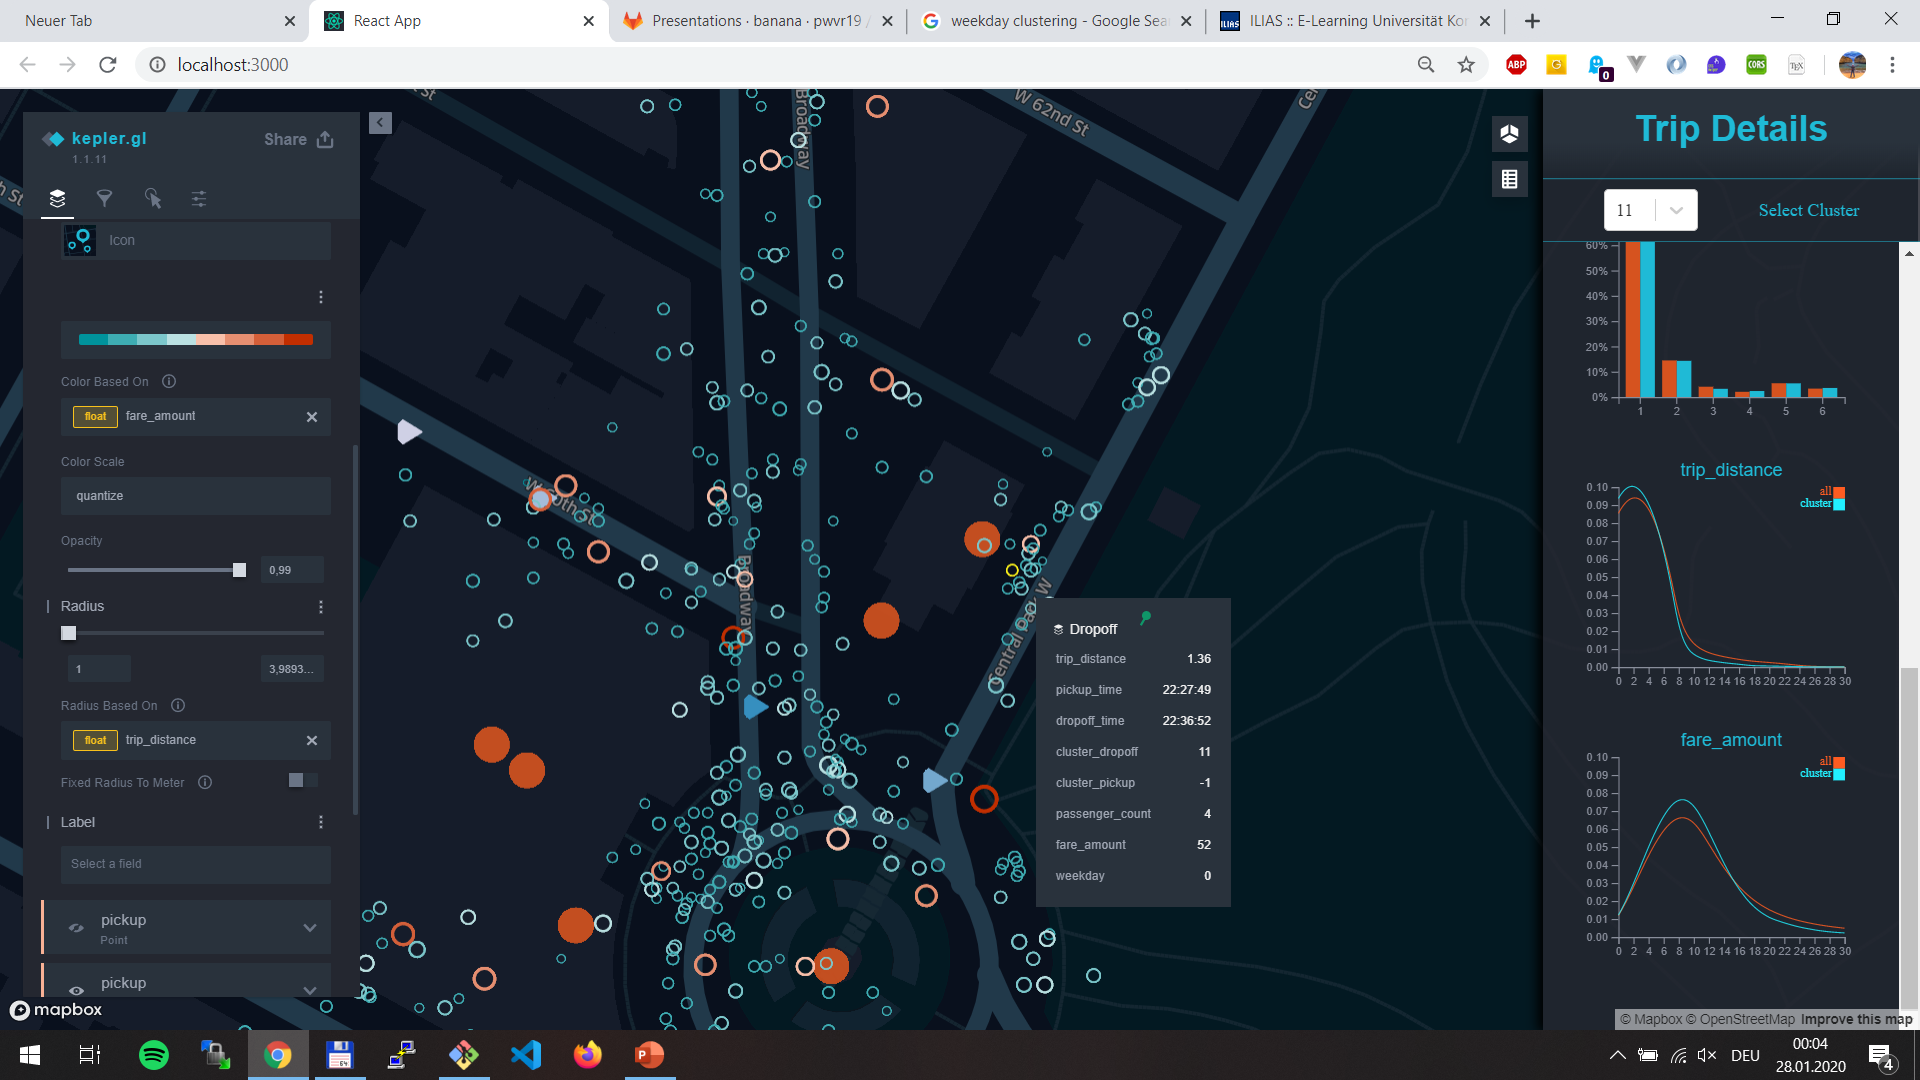 Neuer Tab
React App
Presentations · banana · pwvr19 /
weekday clustering - Google Sea
ILIAS :: E-Learning Universität Kon
localhost:3000
ABP
G
0
CORS
TEX
kepler.gl
1.1.11
Share
Icon
Color Based On
float fare_amount
Color Scale
quantize
Opacity
0,99
Radius
1
3,9893...
Radius Based On
float trip_distance
Fixed Radius To Meter
Label
Select a field
pickup
Point
pickup
mapbox
W 62nd St
Broadway
Broadway
Central Park W
Dropoff
trip_distance 1.36
pickup_time 22:27:49
dropoff_time 22:36:52
cluster_dropoff 11
cluster_pickup -1
passenger_count 4
fare_amount 52
weekday 0
Trip Details
11
Select Cluster
60%
50%
40%
30%
20%
10%
0%
1 2 3 4 5 6
trip_distance
all
cluster
0.10
0.09
0.08
0.07
0.06
0.05
0.04
0.03
0.02
0.01
0.00
0 2 4 6 8 10 12 14 16 18 20 22 24 26 28 30
fare_amount
all
cluster
0.10
0.09
0.08
0.07
0.06
0.05
0.04
0.03
0.02
0.01
0.00
0 2 4 6 8 10 12 14 16 18 20 22 24 26 28 30
© Mapbox © OpenStreetMap Improve this map
DEU
00:04
28.01.2020
4